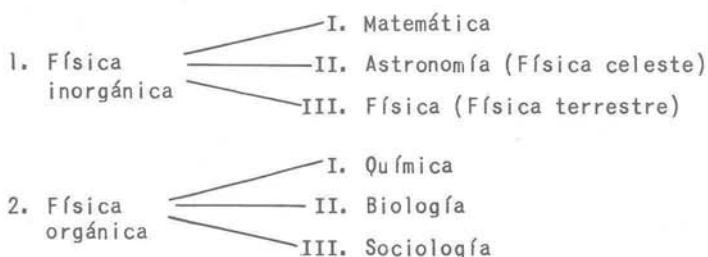 I. Matemática
1. Física
inorgánica
II. Astronomía (Física celeste)
III. Física (Física terrestre)
I. Química
2. Física
orgánica
II. Biología
III. Sociología